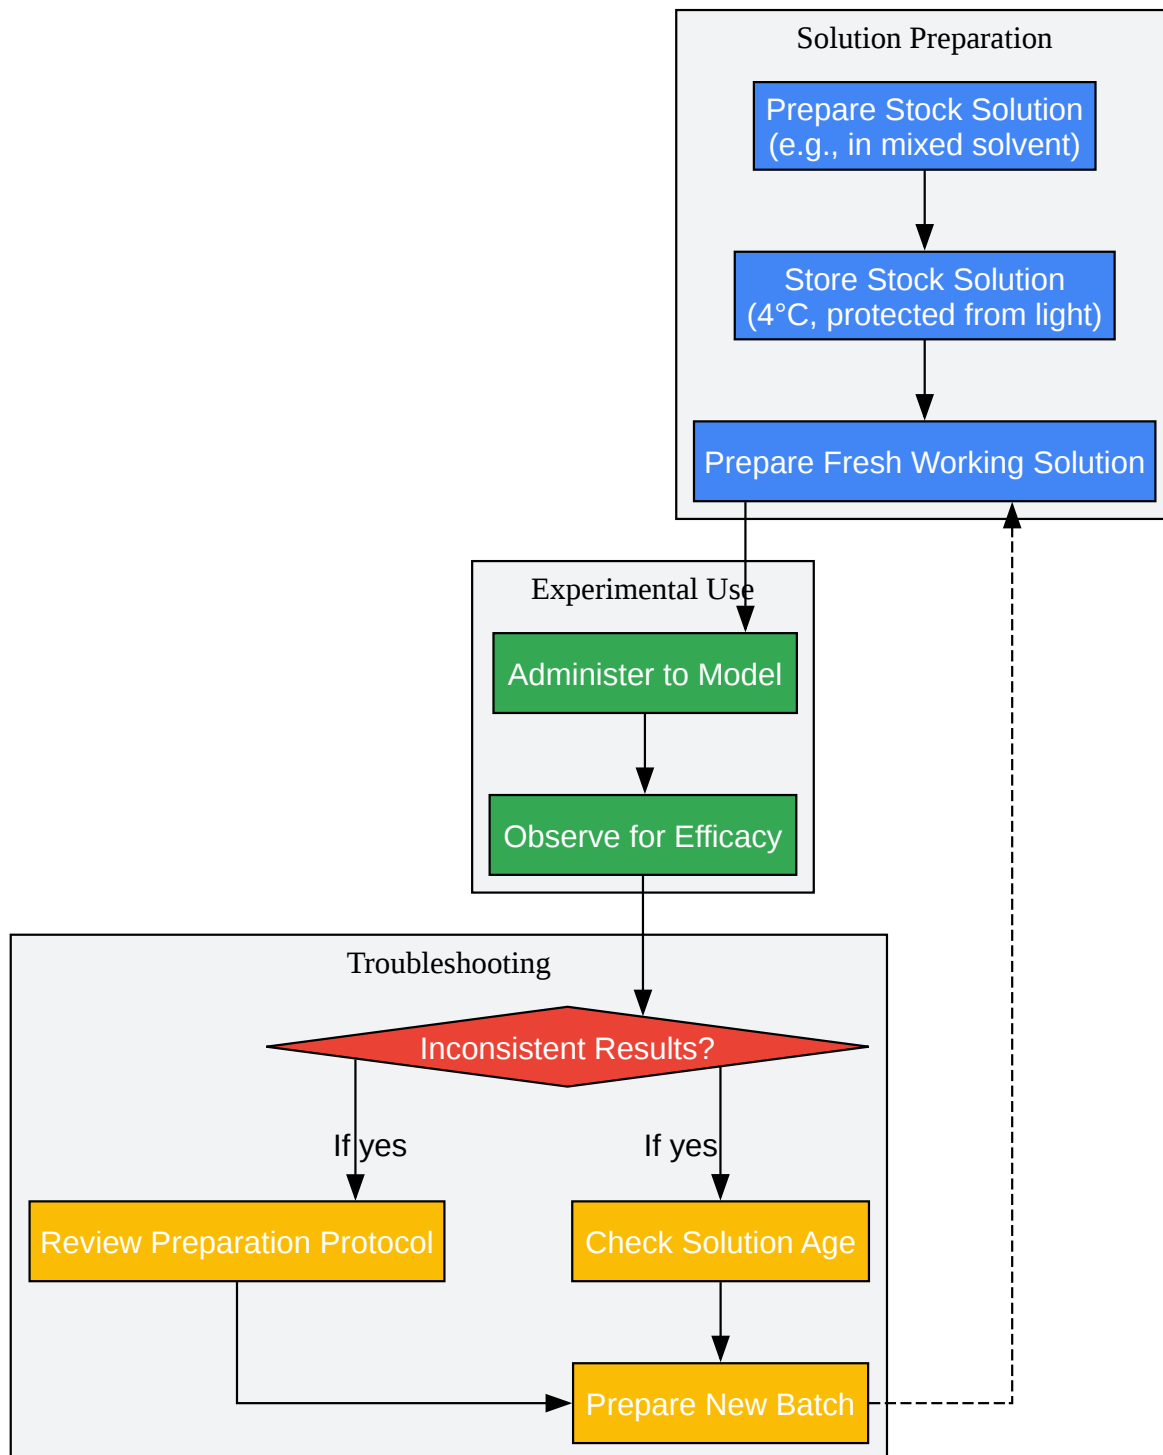 Solution Preparation
Prepare Stock Solution
(e.g., in mixed solvent)
Store Stock Solution
(4°C, protected from light)
Prepare Fresh Working Solution
Experimental Use
Administer to Model
Observe for Efficacy
Troubleshooting
Inconsistent Results?
If yes
If yes
Review Preparation Protocol
Check Solution Age
Prepare New Batch